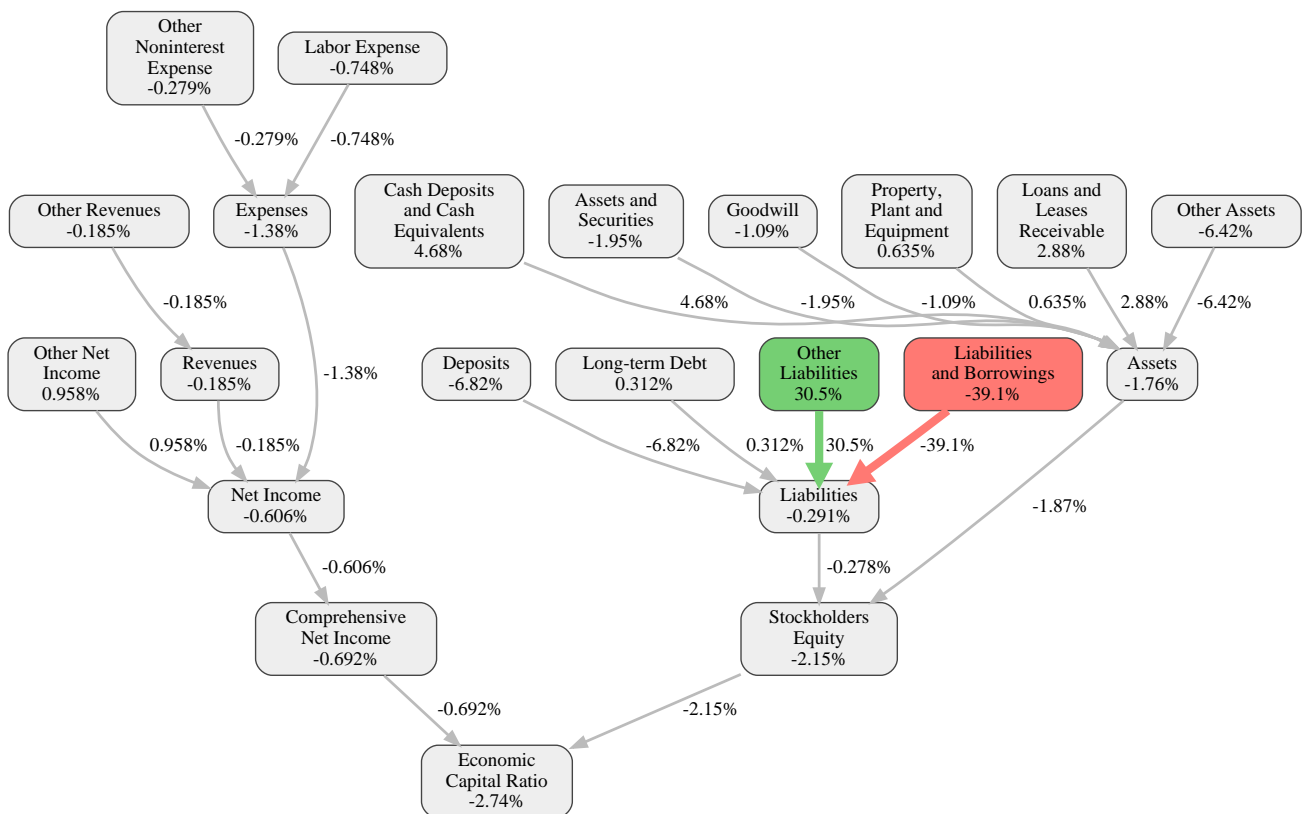 Other
Noninterest
Expense
-0.279%
Labor Expense
-0.748%
-0.279%
-0.748%
Other Revenues
-0.185%
Expenses
-1.38%
Cash Deposits
and Cash
Equivalents
4.68%
Assets and
Securities
-1.95%
Goodwill
-1.09%
Property,
Plant and
Equipment
0.635%
Loans and
Leases
Receivable
2.88%
Other Assets
-6.42%
-0.185%
4.68%
-1.95%
-1.09%
0.635%
2.88%
-6.42%
Other Net
Income
0.958%
Revenues
-0.185%
-1.38%
Deposits
-6.82%
Long-term Debt
0.312%
Other
Liabilities
30.5%
Liabilities
and Borrowings
-39.1%
Assets
-1.76%
0.958%
-0.185%
-6.82%
0.312%
30.5%
-39.1%
Net Income
-0.606%
Liabilities
-0.291%
-1.87%
-0.606%
-0.278%
Comprehensive
Net Income
-0.692%
Stockholders
Equity
-2.15%
-0.692%
-2.15%
Economic
Capital Ratio
-2.74%